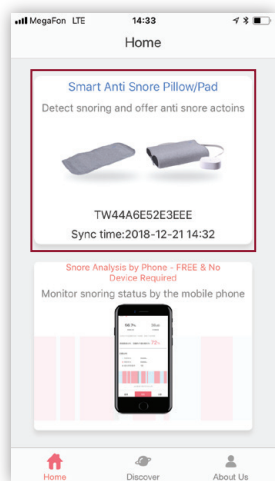 MegaFon LTE 14:33
Home
Smart Anti Snore Pillow/Pad
Detect snoring and offer anti snore actoins
TW44A6E52E3EEE
Sync time:2018-12-21 14:32
Snore Analysis by Phone - FREE & No
Device Required
Monitor snoring status by the mobile phone
Home Discover About Us